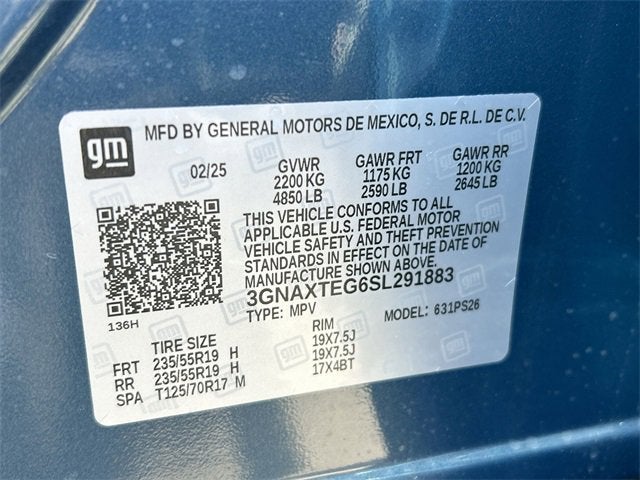 gm
MFD BY GENERAL MOTORS DE MEXICO, S. DE R.L. DE C.V.
02/25 GVWR GAWR FRT GAWR RR
2200 KG 1175 KG 1200 KG
4850 LB 2590 LB 2645 LB
THIS VEHICLE CONFORMS TO ALL
APPLICABLE U.S. FEDERAL MOTOR
VEHICLE SAFETY AND THEFT PREVENTION
STANDARDS IN EFFECT ON THE DATE OF
MANUFACTURE SHOWN ABOVE.
3GNAXTEG6SL291883
TYPE: MPV MODEL: 631PS26
136H
TIRE SIZE RIM
FRT 235/55R19 H 19X7.5J
RR 235/55R19 H 19X7.5J
SPA T125/70R17 M 17X4BT